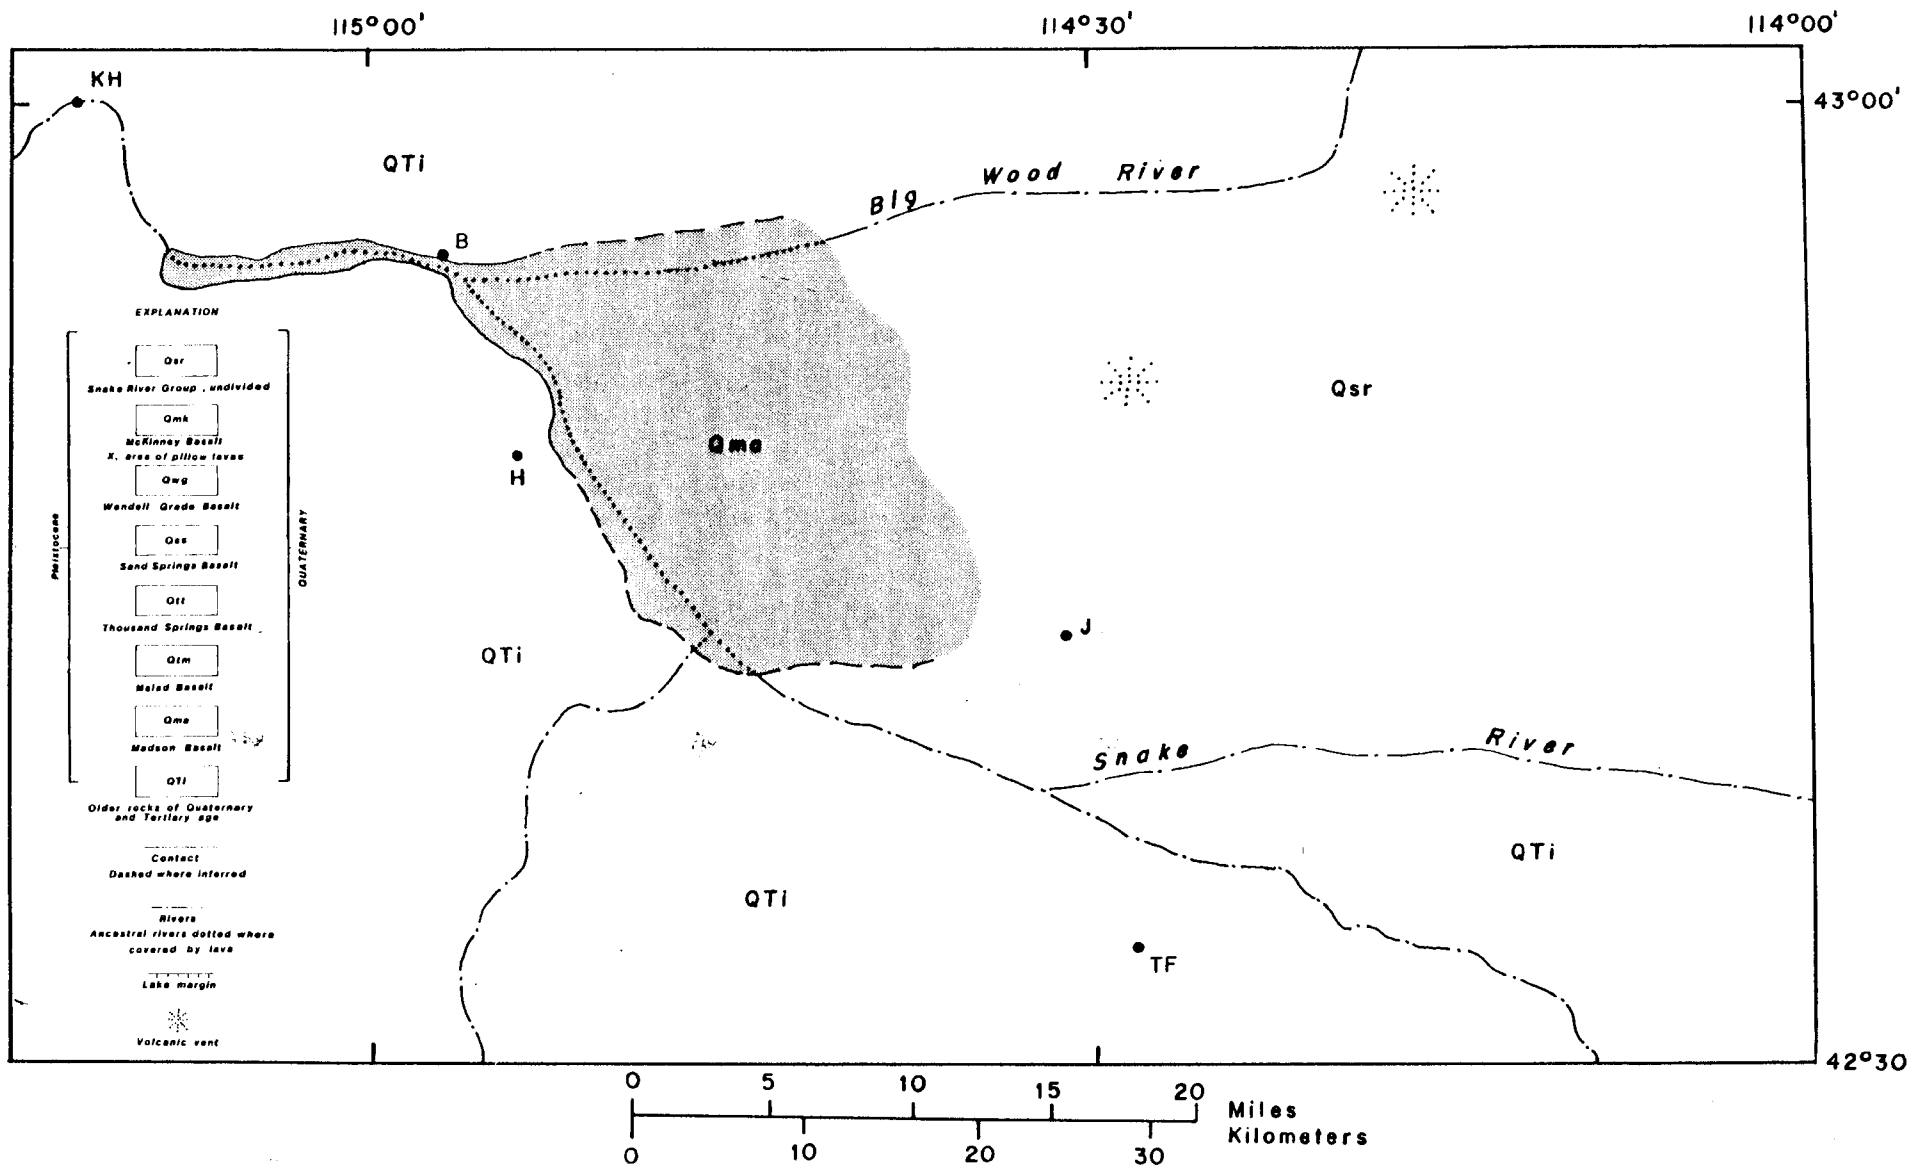 115°00' 114°30' 114°00'
KH
43°00'
QTi
Big Wood River
B
EXPLANATION
Qsr
Snake River Group, undivided
Qmk
McKinney Basalt
X, area of pillow lavas
Qwg
Wendell Grade Basalt
Qss
Sand Springs Basalt
Qtt
Thousand Springs Basalt
Qtm
Malad Basalt
Qma
Madson Basalt
QTi
Older rocks of Quaternary
and Tertiary age
Contact
Dashed where inferred
Rivers
Ancestral rivers dotted where
covered by lava
Lake margin
Volcanic vent
Pleistocene
QUATERNARY
Qsr
Qma
H
J
QTi
Snake River
QTi
QTi
TF
42°30
0 5 10 15 20
Miles
Kilometers
0 10 20 30